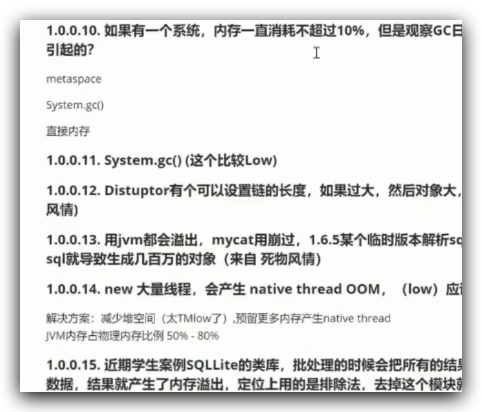 1.0.0.10. 如果有一个系统，内存一直消耗不超过10%，但是观察GC日
引起的？
metaspace
System.gc()
直接内存
1.0.0.11. System.gc() (这个比较Low)
1.0.0.12. Distuptor有个可以设置链的长度，如果过大，然后对象大，
风情)
1.0.0.13. 用jvm都会溢出，mycat用崩过，1.6.5某个临时版本解析sq
sql就导致生成几百万的对象（来自 死物风情）
1.0.0.14. new 大量线程，会产生 native thread OOM，（low）应
解决方案：减少堆空间（太TMlow了）,预留更多内存产生native thread
JVM内存占物理内存比例 50% - 80%
1.0.0.15. 近期学生案例SQLLite的类库，批处理的时候会把所有的结
数据，结果就产生了内存溢出，定位上用的是排除法，去掉这个模块